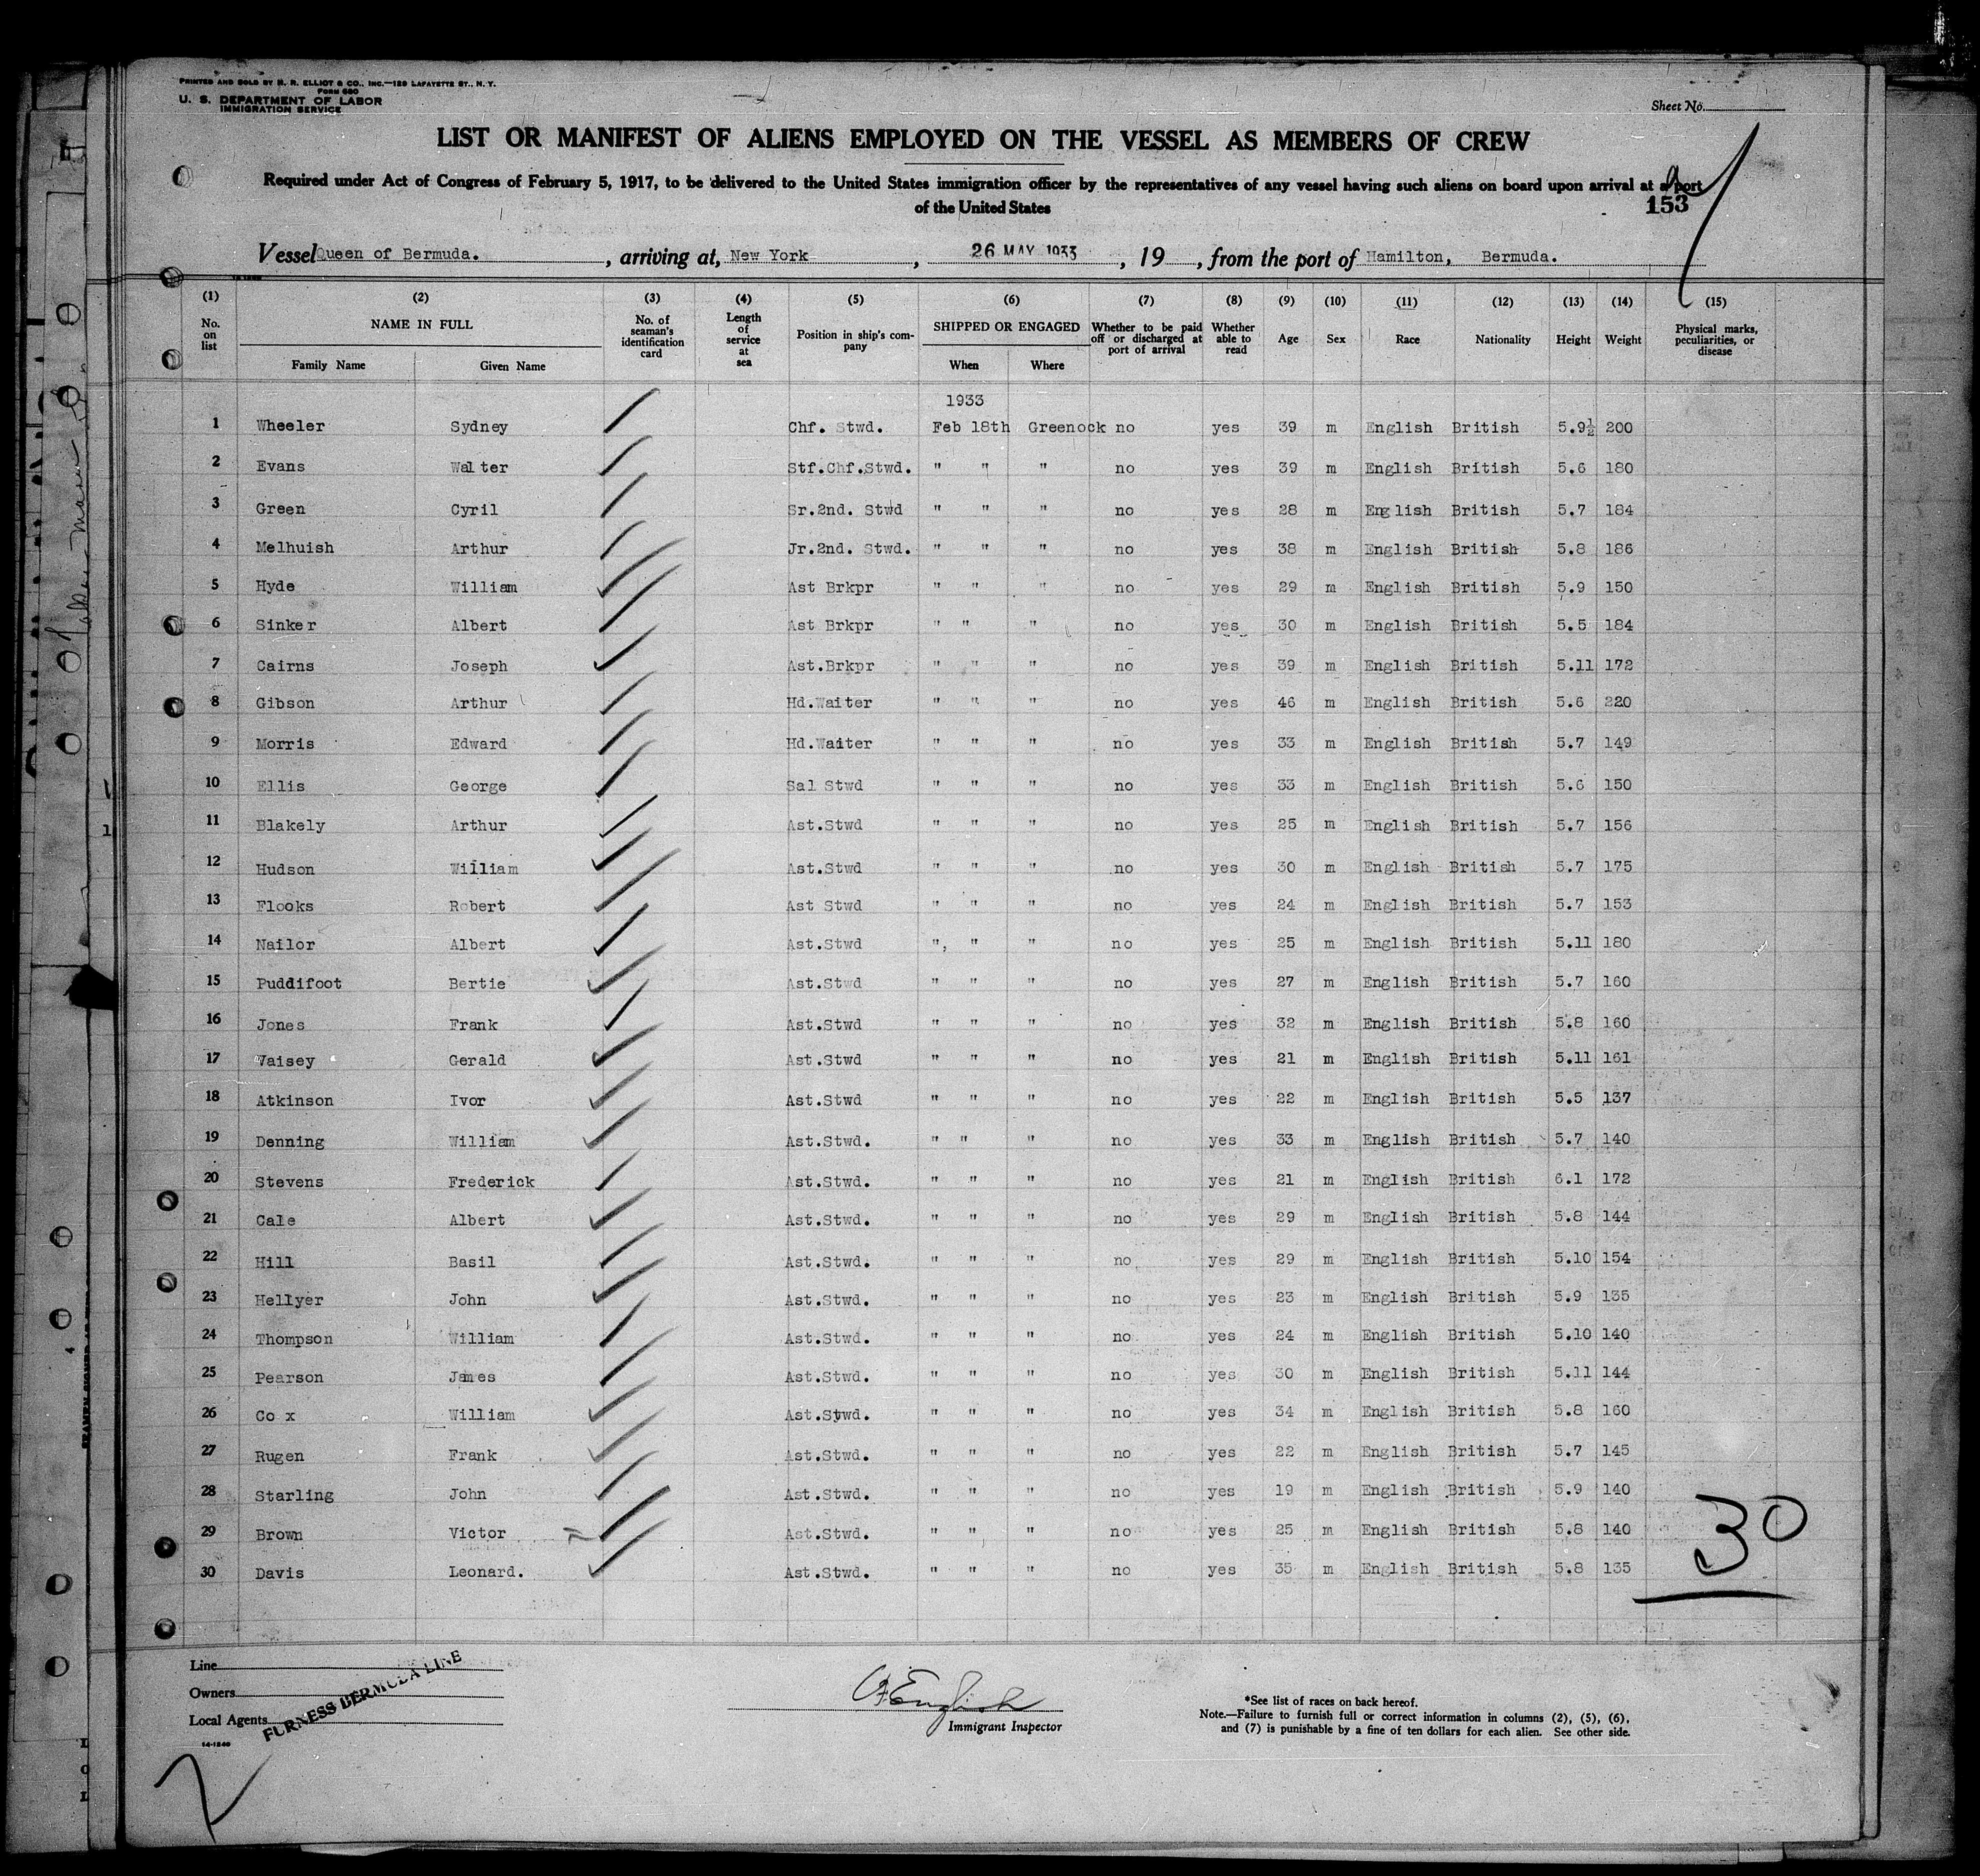 PRINTED AND SOLD BY M. R. ELLIOT & CO., INC.—129 LAFAYETTE ST., N. Y.
FORM 680
U. S. DEPARTMENT OF LABOR
IMMIGRATION SERVICE
Sheet No.
LIST OR MANIFEST OF ALIENS EMPLOYED ON THE VESSEL AS MEMBERS OF CREW
Required under Act of Congress of February 5, 1917, to be delivered to the United States immigration officer by the representatives of any vessel having such aliens on board upon arrival at a port
of the United States
153
Vessel Queen of Bermuda. , arriving at, New York , 26 MAY 1933 , 19 , from the port of Hamilton, Bermuda.
(1) (2) (3) (4) (5) (6) (7) (8) (9) (10) (11) (12) (13) (14) (15)
No. on list NAME IN FULL Family Name Given Name No. of seaman's identification card Length of service at sea Position in ship's company SHIPPED OR ENGAGED When Where Whether to be paid off or discharged at port of arrival Whether able to read Age Sex Race Nationality Height Weight Physical marks, peculiarities, or disease
1933
1 Wheeler Sydney Chf. Stwd. Feb 18th Greenock no yes 39 m English British 5.9½ 200
2 Evans Walter Stf.Chf.Stwd. " " " no yes 39 m English British 5.6 180
3 Green Cyril Sr.2nd. Stwd " " " no yes 28 m English British 5.7 184
4 Melhuish Arthur Jr.2nd. Stwd. " " " no yes 38 m English British 5.8 186
5 Hyde William Ast Brkpr " " " no yes 29 m English British 5.9 150
6 Sinker Albert Ast Brkpr " " " no yes 30 m English British 5.5 184
7 Cairns Joseph Ast.Brkpr " " " no yes 39 m English British 5.11 172
8 Gibson Arthur Hd.Waiter " " " no yes 46 m English British 5.6 220
9 Morris Edward Hd.Waiter " " " no yes 33 m English British 5.7 149
10 Ellis George Sal Stwd " " " no yes 33 m English British 5.6 150
11 Blakely Arthur Ast.Stwd " " " no yes 25 m English British 5.7 156
12 Hudson William Ast.Stwd " " " no yes 30 m English British 5.7 175
13 Flooks Robert Ast Stwd " " " no yes 24 m English British 5.7 153
14 Nailor Albert Ast.Stwd ", " " no yes 25 m English British 5.11 180
15 Puddifoot Bertie Ast.Stwd " " " no yes 27 m English British 5.7 160
16 Jones Frank Ast.Stwd " " " no yes 32 m English British 5.8 160
17 Vaisey Gerald Ast.Stwd " " " no yes 21 m English British 5.11 161
18 Atkinson Ivor Ast.Stwd " " " no yes 22 m English British 5.5 137
19 Denning William Ast.Stwd. " " " no yes 33 m English British 5.7 140
20 Stevens Frederick Ast.Stwd. " " " no yes 21 m English British 6.1 172
21 Cale Albert Ast.Stwd. " " " no yes 29 m English British 5.8 144
22 Hill Basil Ast.Stwd. " " " no yes 29 m English British 5.10 154
23 Hellyer John Ast.Stwd. " " " no yes 23 m English British 5.9 135
24 Thompson William Ast.Stwd. " " " no yes 24 m English British 5.10 140
25 Pearson James Ast.Stwd. " " " no yes 30 m English British 5.11 144
26 Co x William Ast.Stwd. " " " no yes 34 m English British 5.8 160
27 Rugen Frank Ast.Stwd. " " " no yes 22 m English British 5.7 145
28 Starling John Ast.Stwd. " " " no yes 19 m English British 5.9 140
29 Brown Victor Ast.Stwd. " " " no yes 25 m English British 5.8 140
30 Davis Leonard. Ast.Stwd. " " " no yes 35 m English British 5.8 135
30
Line
Owners
Local Agents
FURNESS BERMUDA LINE
14-1240
English
Immigrant Inspector
*See list of races on back hereof.
Note.—Failure to furnish full or correct information in columns (2), (5), (6),
and (7) is punishable by a fine of ten dollars for each alien. See other side.